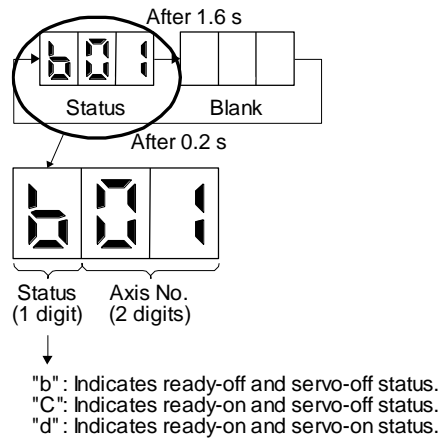 After 1.6 s
b01
Status Blank
After 0.2 s
b01
Status Axis No.
(1 digit) (2 digits)
"b" : Indicates ready-off and servo-off status.
"C": Indicates ready-on and servo-off status.
"d" : Indicates ready-on and servo-on status.